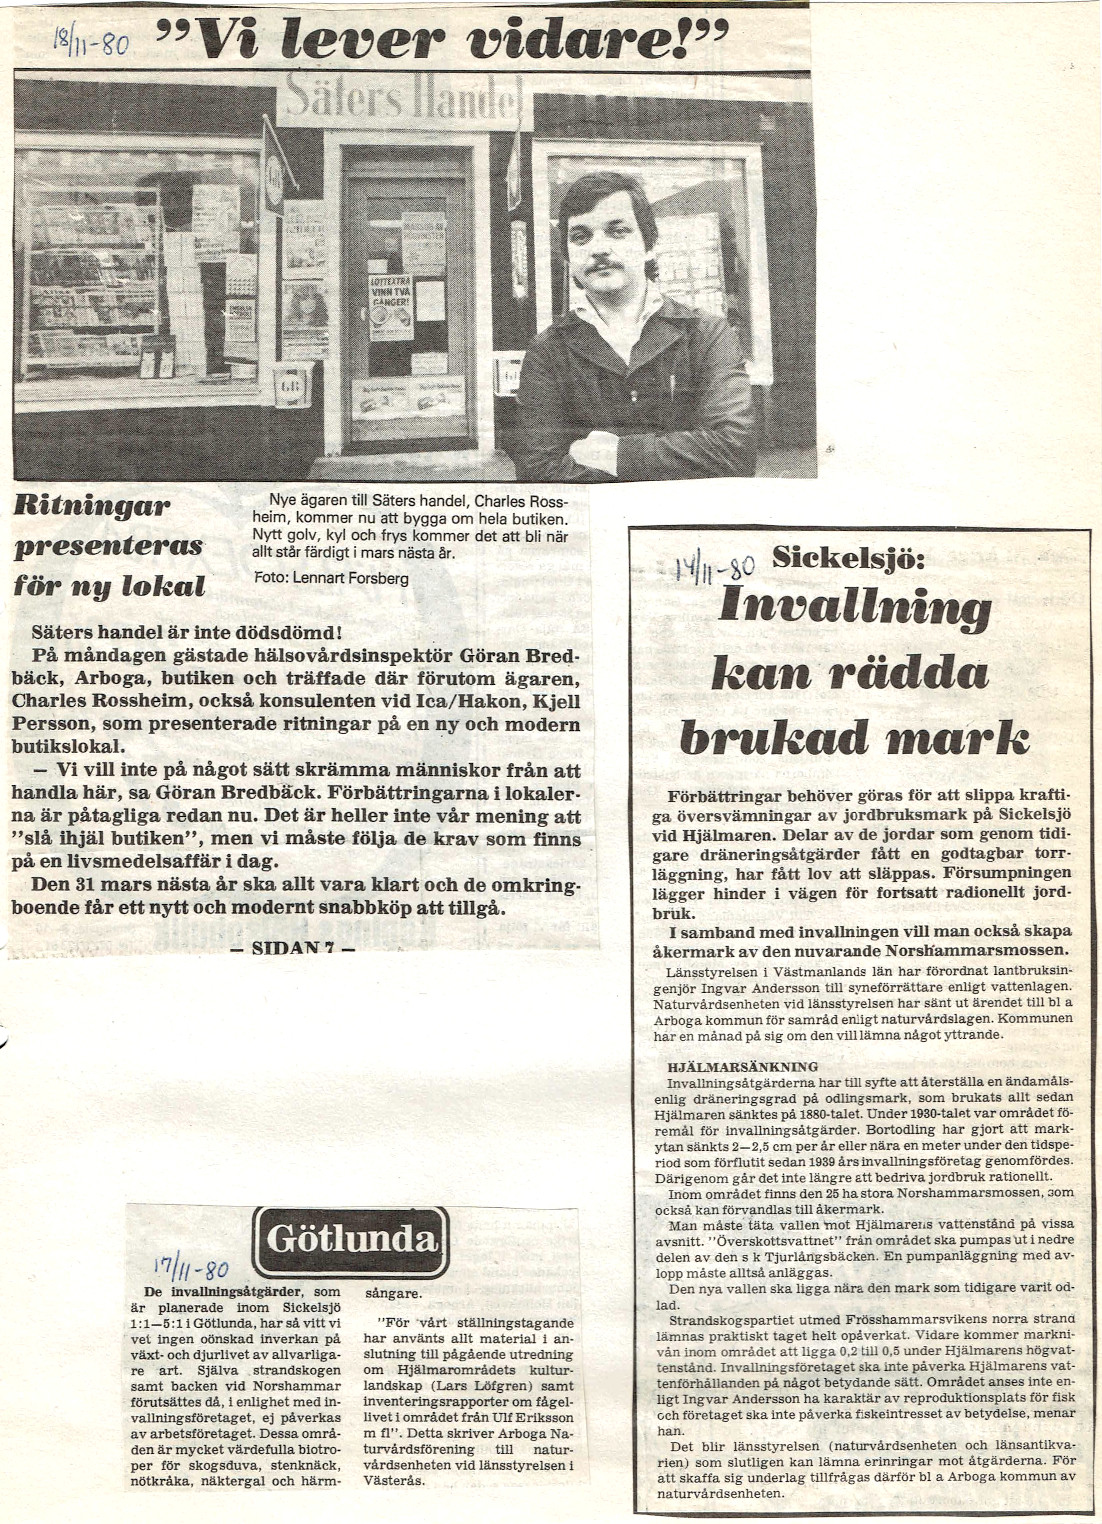 18/11-80
"Vi lever vidare!"
Säters Handel
GB
LOTTEXTRA
VINN TVÅ
GÅNGER!
GB
Ritningar
presenteras
för ny lokal
Nye ägaren till Säters handel, Charles Ross-
heim, kommer nu att bygga om hela butiken.
Nytt golv, kyl och frys kommer det att bli när
allt står färdigt i mars nästa år.
Foto: Lennart Forsberg
Säters handel är inte dödsdömd!
På måndagen gästade hälsovårdsinspektör Göran Bred-
bäck, Arboga, butiken och träffade där förutom ägaren,
Charles Rossheim, också konsulenten vid Ica/Hakon, Kjell
Persson, som presenterade ritningar på en ny och modern
butikslokal.
— Vi vill inte på något sätt skrämma människor från att
handla här, sa Göran Bredbäck. Förbättringarna i lokaler-
na är påtagliga redan nu. Det är heller inte vår mening att
"slå ihjäl butiken", men vi måste följa de krav som finns
på en livsmedelsaffär i dag.
Den 31 mars nästa år ska allt vara klart och de omkring-
boende får ett nytt och modernt snabbköp att tillgå.
— SIDAN 7 —
14/11-80
Sickelsjö:
Invallning
kan rädda
brukad mark
Förbättringar behöver göras för att slippa krafti-
ga översvämningar av jordbruksmark på Sickelsjö
vid Hjälmaren. Delar av de jordar som genom tidi-
gare dräneringsåtgärder fått en godtagbar torr-
läggning, har fått lov att släppas. Försumpningen
lägger hinder i vägen för fortsatt radionellt jord-
bruk.
I samband med invallningen vill man också skapa
åkermark av den nuvarande Norshammarsmossen.
Länsstyrelsen i Västmanlands län har förordnat lantbruksin-
genjör Ingvar Andersson till syneförrättare enligt vattenlagen.
Naturvårdsenheten vid länsstyrelsen har sänt ut ärendet till bl a
Arboga kommun för samråd enligt naturvårdslagen. Kommunen
har en månad på sig om den vill lämna något yttrande.
HJÄLMARSÄNKNING
Invallningsåtgärderna har till syfte att återställa en ändamåls-
enlig dräneringsgrad på odlingsmark, som brukats allt sedan
Hjälmaren sänktes på 1880-talet. Under 1930-talet var området fö-
remål för invallningsåtgärder. Bortodling har gjort att mark-
ytan sänkts 2—2,5 cm per år eller nära en meter under den tidspe-
riod som förflutit sedan 1939 års invallningsföretag genomfördes.
Därigenom går det inte längre att bedriva jordbruk rationellt.
Inom området finns den 25 ha stora Norshammarsmossen, som
också kan förvandlas till åkermark.
Man måste täta vallen mot Hjälmarens vattenstånd på vissa
avsnitt. "Överskottsvattnet" från området ska pumpas ut i nedre
delen av den s k Tjurlångsbäcken. En pumpanläggning med av-
lopp måste alltså anläggas.
Den nya vallen ska ligga nära den mark som tidigare varit od-
lad.
Strandskogspartiet utmed Frösshammarsvikens norra strand
lämnas praktiskt taget helt opåverkat. Vidare kommer markni-
vån inom området att ligga 0,2 till 0,5 under Hjälmarens högvat-
tenstånd. Invallningsföretaget ska inte påverka Hjälmarens vat-
tenförhållanden på något betydande sätt. Området anses inte en-
ligt Ingvar Andersson ha karaktär av reproduktionsplats för fisk
och företaget ska inte påverka fiskeintresset av betydelse, menar
han.
Det blir länsstyrelsen (naturvårdsenheten och länsantikva-
rien) som slutligen kan lämna erinringar mot åtgärderna. För
att skaffa sig underlag tillfrågas därför bl a Arboga kommun av
naturvårdsenheten.
Götlunda
17/11-80
De invallningsåtgärder, som
är planerade inom Sickelsjö
1:1—5:1 i Götlunda, har så vitt vi
vet ingen oönskad inverkan på
växt- och djurlivet av allvarliga-
re art. Själva strandskogen
samt backen vid Norshammar
förutsättes då, i enlighet med in-
vallningsföretaget, ej påverkas
av arbetsföretaget. Dessa områ-
den är mycket värdefulla biotro-
per för skogsduva, stenknäck,
nötkråka, näktergal och härm-
sångare.
"För vårt ställningstagande
har använts allt material i an-
slutning till pågående utredning
om Hjälmarområdets kultur-
landskap (Lars Löfgren) samt
inventeringsrapporter om fågel-
livet i området från Ulf Eriksson
m fl". Detta skriver Arboga Na-
turvårdsförening till natur-
vårdsenheten vid länsstyrelsen i
Västerås.